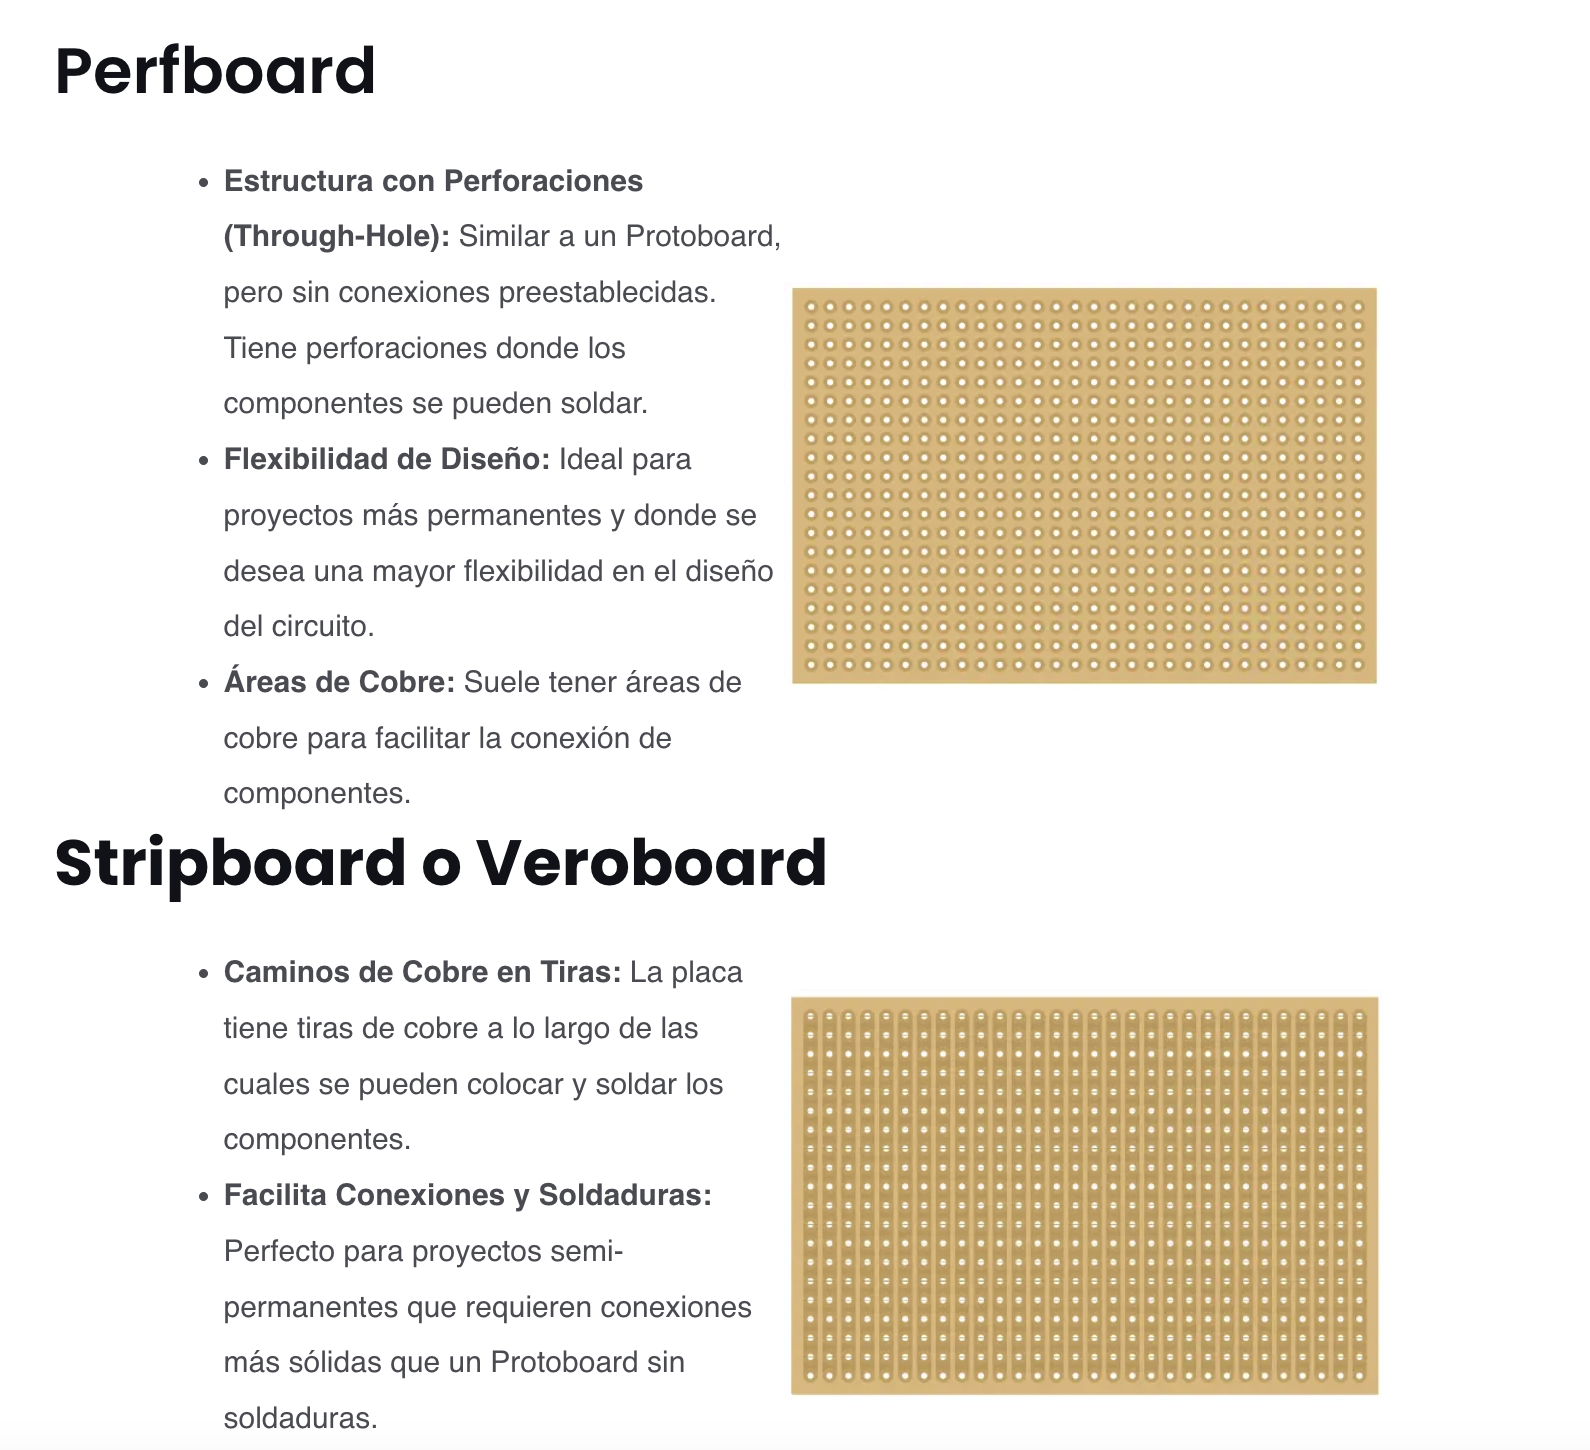 Perfboard
• Estructura con Perforaciones
(Through-Hole): Similar a un Protoboard,
pero sin conexiones preestablecidas.
Tiene perforaciones donde los
componentes se pueden soldar.
• Flexibilidad de Diseño: Ideal para
proyectos más permanentes y donde se
desea una mayor flexibilidad en el diseño
del circuito.
• Áreas de Cobre: Suele tener áreas de
cobre para facilitar la conexión de
componentes.
Stripboard o Veroboard
• Caminos de Cobre en Tiras: La placa
tiene tiras de cobre a lo largo de las
cuales se pueden colocar y soldar los
componentes.
• Facilita Conexiones y Soldaduras:
Perfecto para proyectos semi-
permanentes que requieren conexiones
más sólidas que un Protoboard sin
soldaduras.